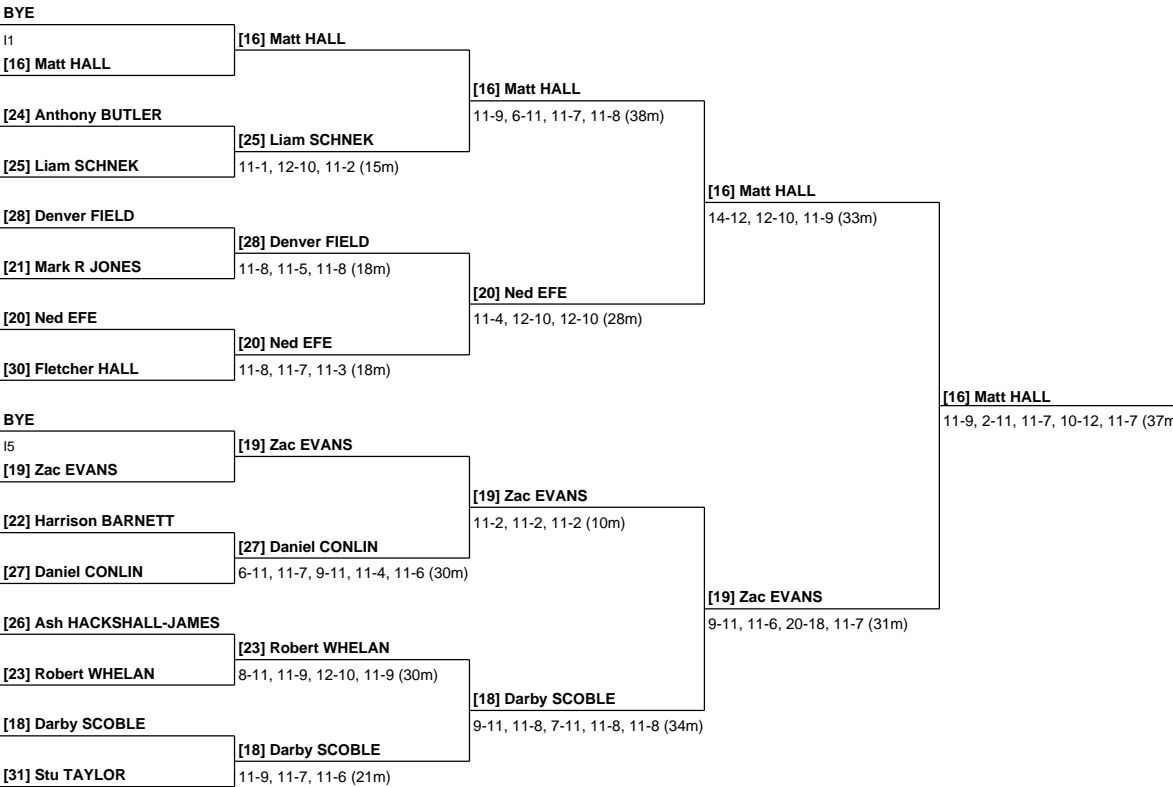 BYE
I1
[16] Matt HALL
[24] Anthony BUTLER
[25] Liam SCHNEK
[28] Denver FIELD
[21] Mark R JONES
[20] Ned EFE
[30] Fletcher HALL
BYE
I5
[19] Zac EVANS
[22] Harrison BARNETT
[27] Daniel CONLIN
[26] Ash HACKSHALL-JAMES
[23] Robert WHELAN
[18] Darby SCOBLE
[31] Stu TAYLOR
[16] Matt HALL
[25] Liam SCHNEK
11-1, 12-10, 11-2 (15m)
[28] Denver FIELD
11-8, 11-5, 11-8 (18m)
[20] Ned EFE
11-8, 11-7, 11-3 (18m)
[19] Zac EVANS
[27] Daniel CONLIN
6-11, 11-7, 9-11, 11-4, 11-6 (30m)
[23] Robert WHELAN
8-11, 11-9, 12-10, 11-9 (30m)
[18] Darby SCOBLE
11-9, 11-7, 11-6 (21m)
[16] Matt HALL
11-9, 6-11, 11-7, 11-8 (38m)
[20] Ned EFE
11-4, 12-10, 12-10 (28m)
[19] Zac EVANS
11-2, 11-2, 11-2 (10m)
[18] Darby SCOBLE
9-11, 11-8, 7-11, 11-8, 11-8 (34m)
[16] Matt HALL
14-12, 12-10, 11-9 (33m)
[19] Zac EVANS
9-11, 11-6, 20-18, 11-7 (31m)
[16] Matt HALL
11-9, 2-11, 11-7, 10-12, 11-7 (37m